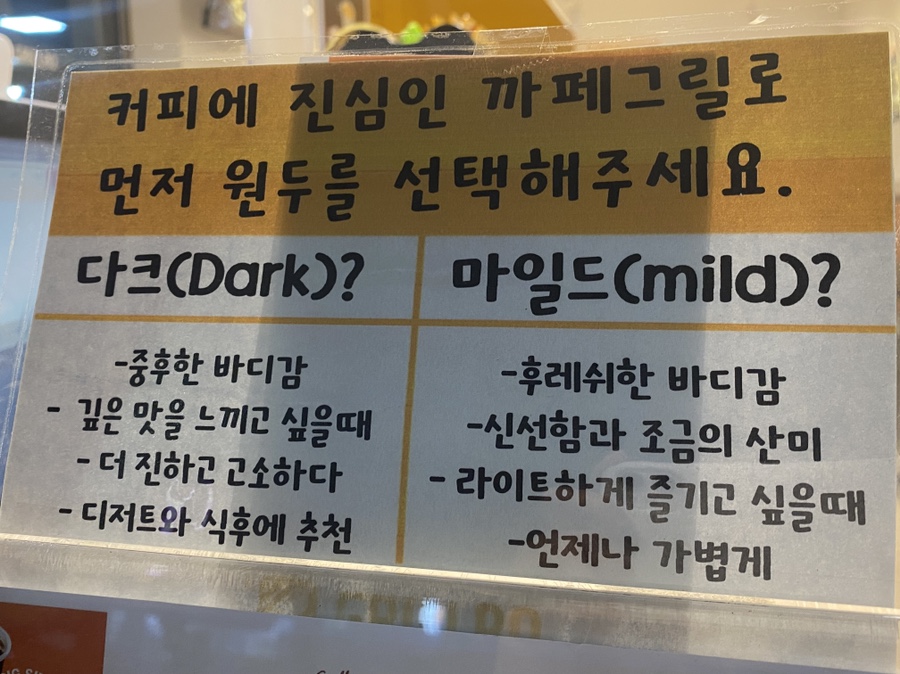 커피에 진심인 까페그릴로
먼저 원두를 선택해주세요.
다크(Dark)?
마일드(mild)?
-중후한 바디감
- 깊은 맛을 느끼고 싶을때
- 더 진하고 고소하다
- 디저트와 식후에 추천
-후레쉬한 바디감
-신선함과 조금의 산미
- 라이트하게 즐기고 싶을때
-언제나 가볍게